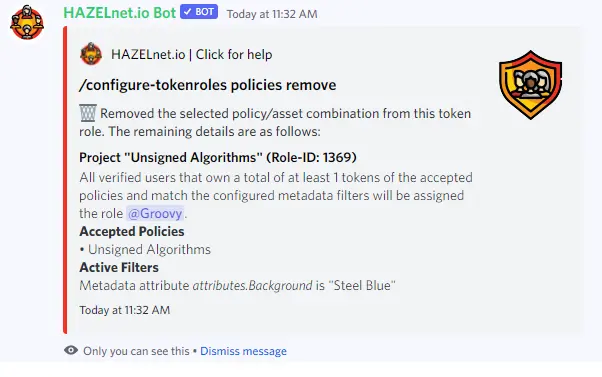 HAZELnet.io Bot ✓ BOT Today at 11:32 AM
HAZELnet.io | Click for help
/configure-tokenroles policies remove
🗑️ Removed the selected policy/asset combination from this token
role. The remaining details are as follows:
Project "Unsigned Algorithms" (Role-ID: 1369)
All verified users that own a total of at least 1 tokens of the accepted
policies and match the configured metadata filters will be assigned
the role @Groovy.
Accepted Policies
• Unsigned Algorithms
Active Filters
Metadata attribute attributes.Background is "Steel Blue"
Today at 11:32 AM
Only you can see this • Dismiss message